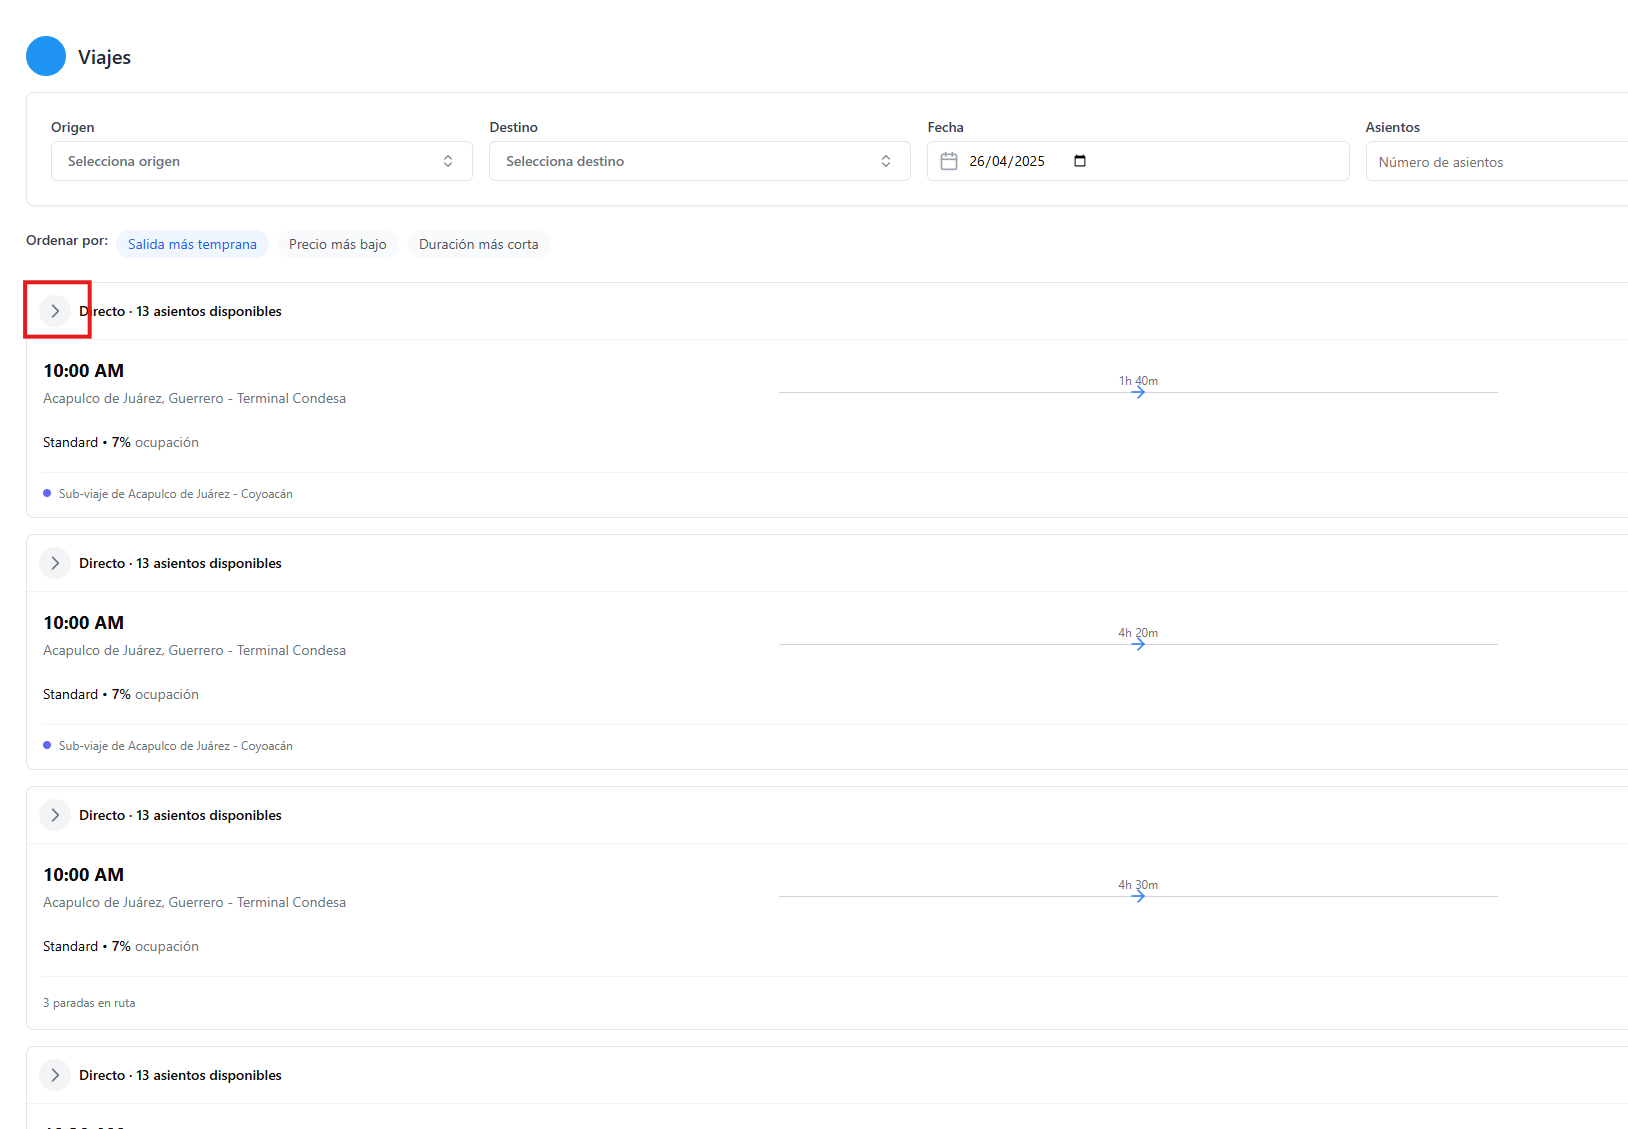 Viajes
Origen
Destino
Fecha
Asientos
Selecciona origen
Selecciona destino
26/04/2025
Número de asientos
Ordenar por:
Salida más temprana
Precio más bajo
Duración más corta
Directo · 13 asientos disponibles
10:00 AM
1h 40m
Acapulco de Juárez, Guerrero - Terminal Condesa
Standard • 7% ocupación
Sub-viaje de Acapulco de Juárez - Coyoacán
Directo · 13 asientos disponibles
10:00 AM
4h 20m
Acapulco de Juárez, Guerrero - Terminal Condesa
Standard • 7% ocupación
Sub-viaje de Acapulco de Juárez - Coyoacán
Directo · 13 asientos disponibles
10:00 AM
4h 30m
Acapulco de Juárez, Guerrero - Terminal Condesa
Standard • 7% ocupación
3 paradas en ruta
Directo · 13 asientos disponibles